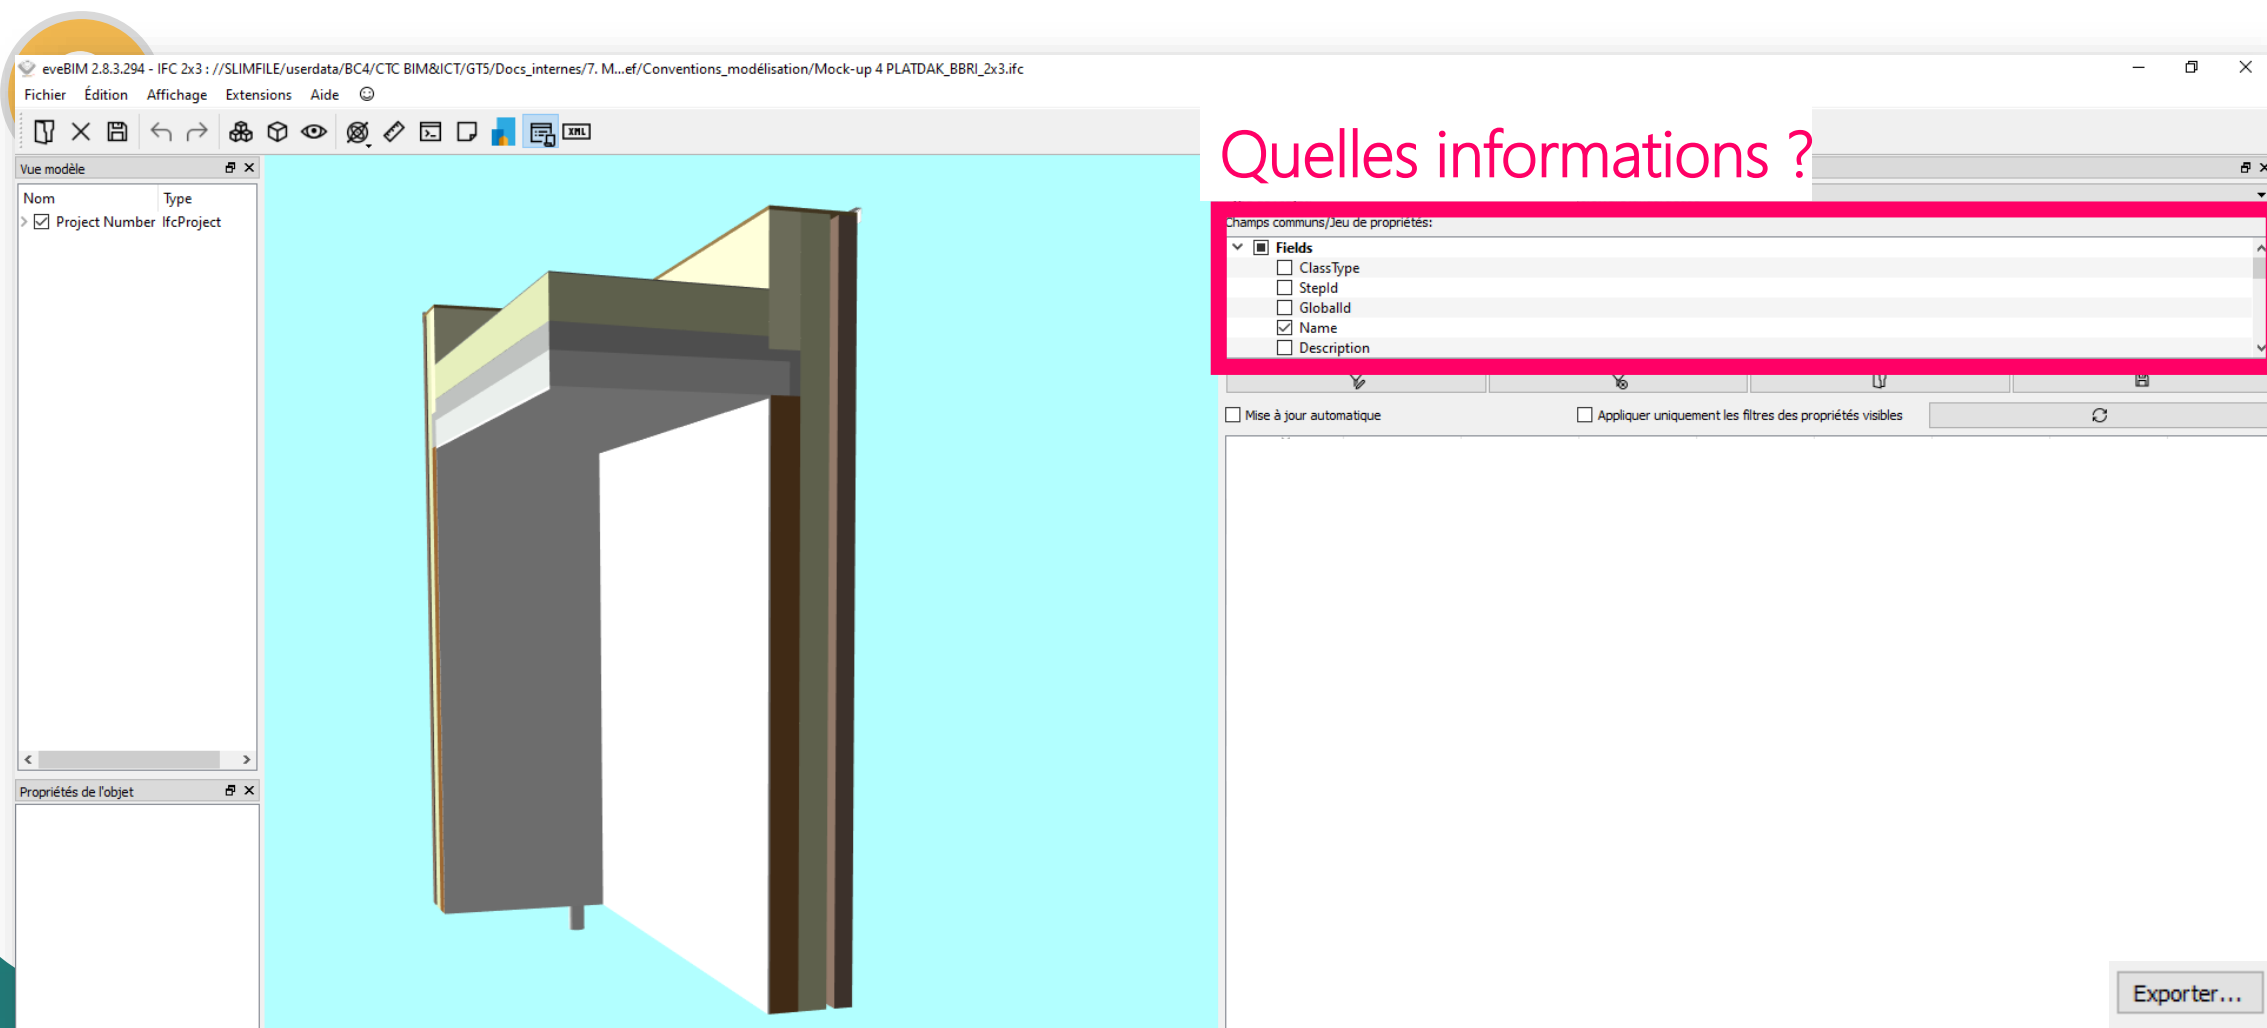 eveBIM 2.8.3.294 - IFC 2x3 : //SLIMFILE/userdata/BC4/CTC BIM&ICT/GT5/Docs_internes/7. M...ef/Conventions_modélisation/Mock-up 4 PLATDAK_BBRI_2x3.ifc
Fichier Édition Affichage Extensions Aide
XML
Quelles informations ?
Vue modèle
Nom Type
Project Number IfcProject
Champs communs/Jeu de propriétés:
Fields
ClassType
StepId
GlobalId
Name
Description
Mise à jour automatique Appliquer uniquement les filtres des propriétés visibles
Propriétés de l'objet
Exporter...